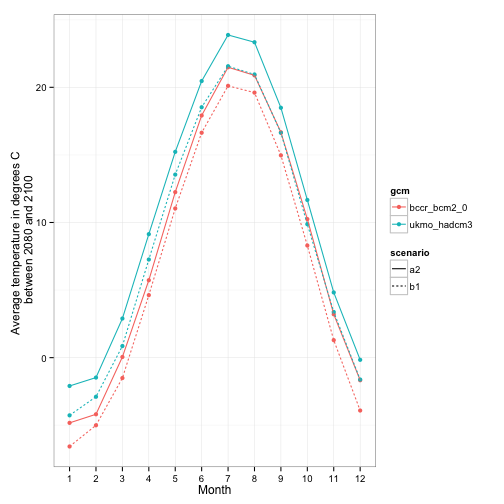 Average temperature in degrees C
between 2080 and 2100
20
10
0
1 2 3 4 5 6 7 8 9 10 11 12
Month
gcm
bccr_bcm2_0
ukmo_hadcm3
scenario
a2
b1